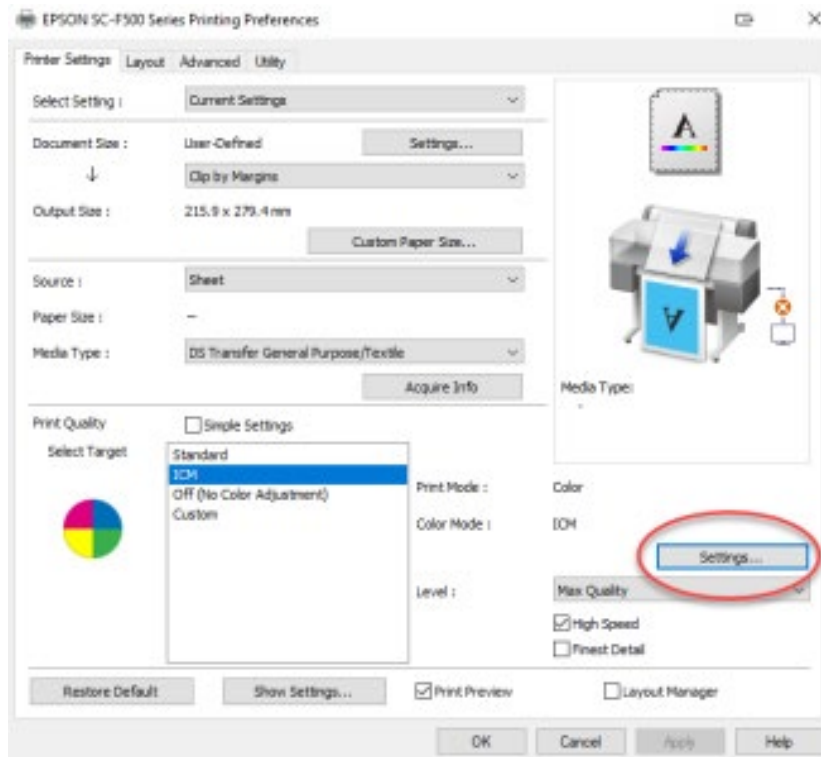 EPSON SC-F500 Series Printing Preferences
Printer Settings Layout Advanced Utility
Select Setting : Current Settings
Document Size : User-Defined Settings...
Clip by Margins
Output Size : 215.9 x 279.4 mm
Custom Paper Size...
Source : Sheet
Paper Size : –
Media Type : DS Transfer General Purpose/Textile
Acquire Info
Print Quality Simple Settings
Select Target
Standard
ICM
Off (No Color Adjustment)
Custom
A
A
Media Type:
-
Print Mode : Color
Color Mode : ICM
Settings...
Level : Max Quality
High Speed
Finest Detail
Restore Default Show Settings... Print Preview Layout Manager
OK Cancel Apply Help